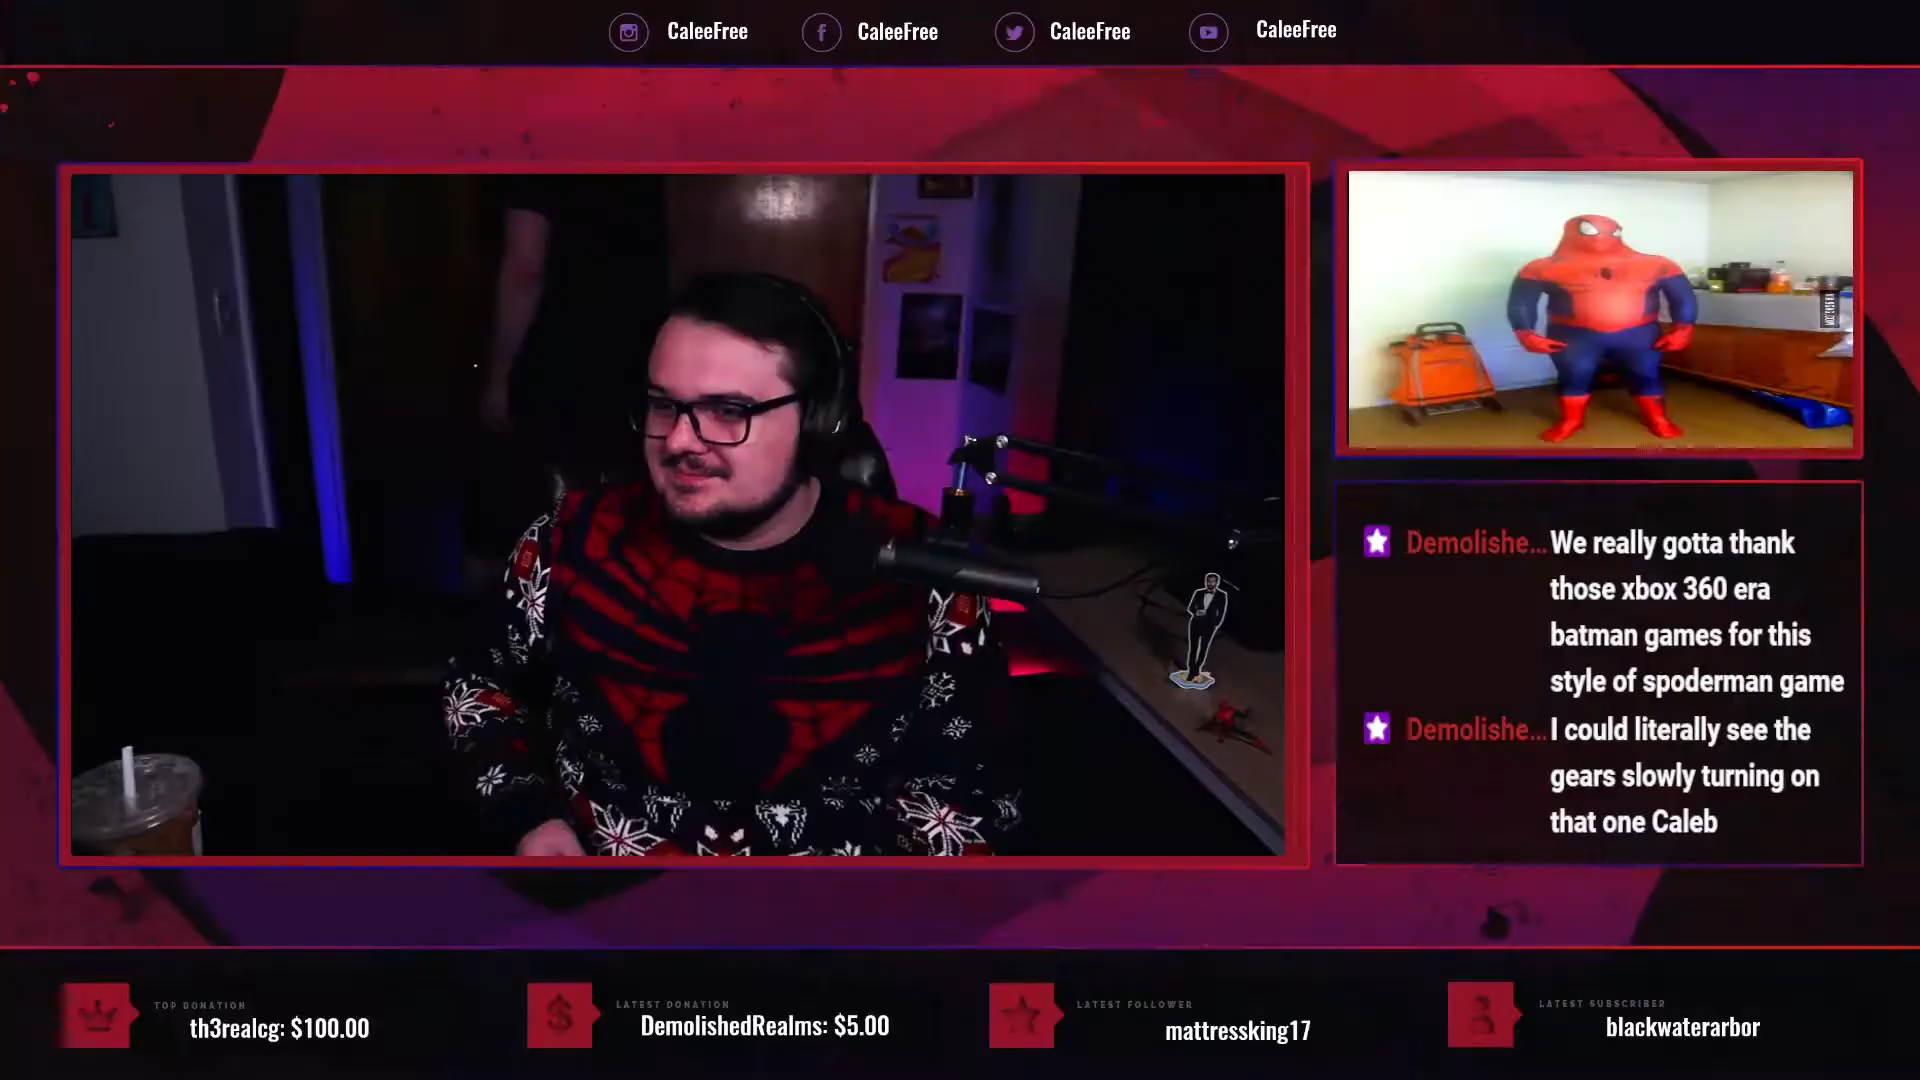 CaleeFree
CaleeFree
CaleeFree
CaleeFree
Demolishe... We really gotta thank
those xbox 360 era
batman games for this
style of spoderman game
Demolishe... I could literally see the
gears slowly turning on
that one Caleb
TOP DONATION
th3realcg: $100.00
LATEST DONATION
DemolishedRealms: $5.00
LATEST FOLLOWER
mattressking17
LATEST SUBSCRIBER
blackwaterarbor